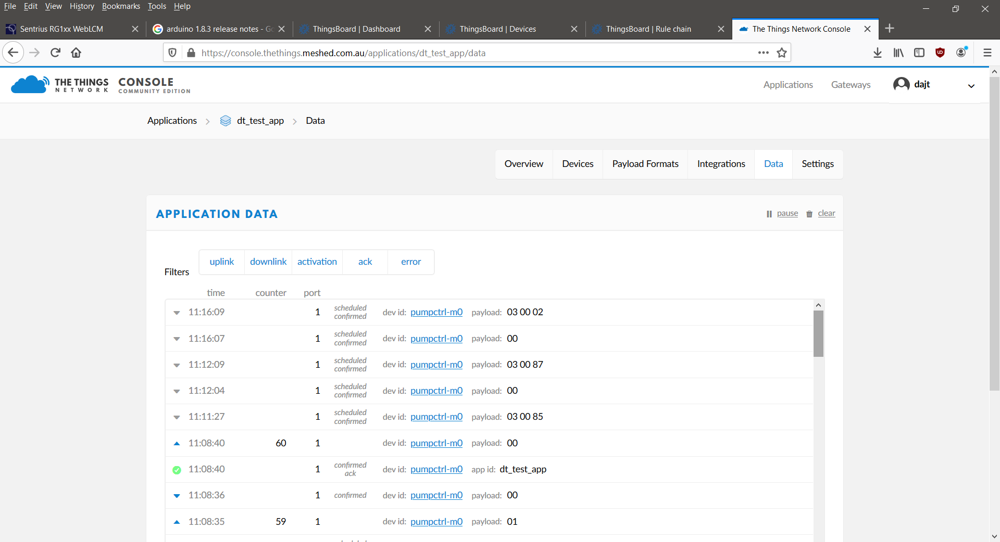 File Edit View History Bookmarks Tools Help
Sentrius RG1xx WebLCM
arduino 1.8.3 release notes - Go
ThingsBoard | Dashboard
ThingsBoard | Devices
ThingsBoard | Rule chain
The Things Network Console
https://console.thethings.meshed.com.au/applications/dt_test_app/data
THE THINGS NETWORK
CONSOLE
COMMUNITY EDITION
Applications Gateways dajt
Applications > dt_test_app > Data
Overview Devices Payload Formats Integrations Data Settings
APPLICATION DATA pause clear
Filters uplink downlink activation ack error
time counter port
11:16:09 1 scheduled confirmed dev id: pumpctrl-m0 payload: 03 00 02
11:16:07 1 scheduled confirmed dev id: pumpctrl-m0 payload: 00
11:12:09 1 scheduled confirmed dev id: pumpctrl-m0 payload: 03 00 87
11:12:04 1 scheduled confirmed dev id: pumpctrl-m0 payload: 00
11:11:27 1 scheduled confirmed dev id: pumpctrl-m0 payload: 03 00 85
11:08:40 60 1 dev id: pumpctrl-m0 payload: 00
11:08:40 1 confirmed ack dev id: pumpctrl-m0 app id: dt_test_app
11:08:36 1 confirmed dev id: pumpctrl-m0 payload: 00
11:08:35 59 1 dev id: pumpctrl-m0 payload: 01